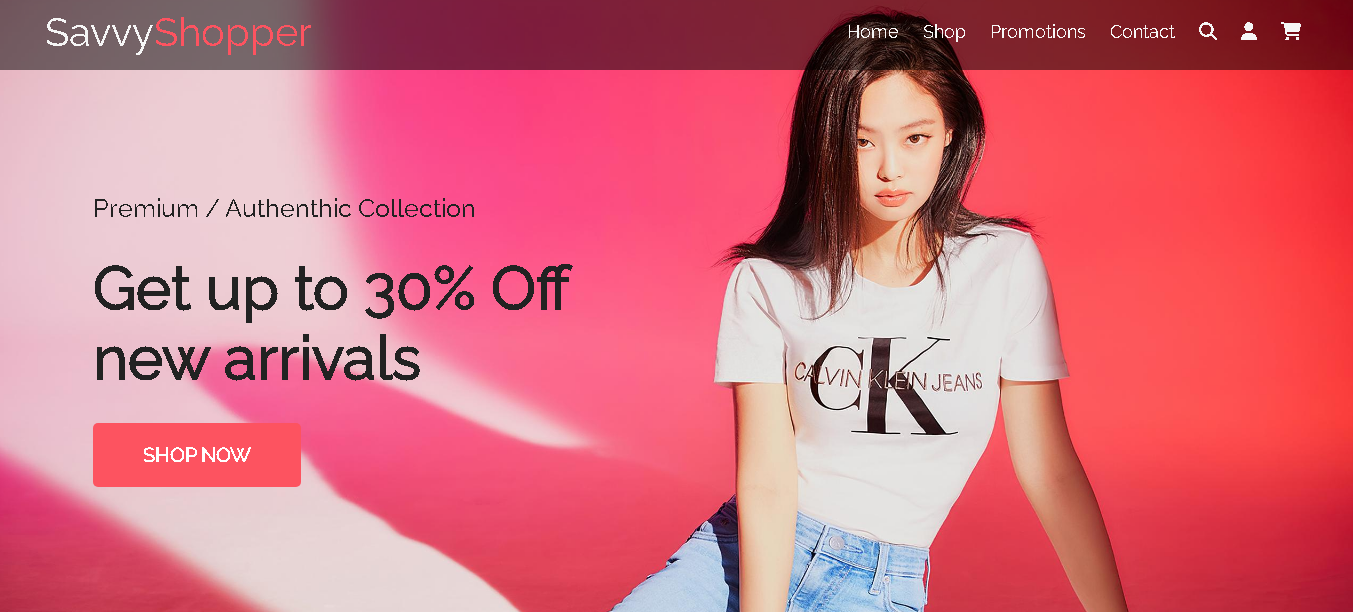 SavvyShopper
Home Shop Promotions Contact
Premium / Authenthic Collection
Get up to 30% Off
new arrivals
SHOP NOW
CK
CALVIN KLEIN JEANS